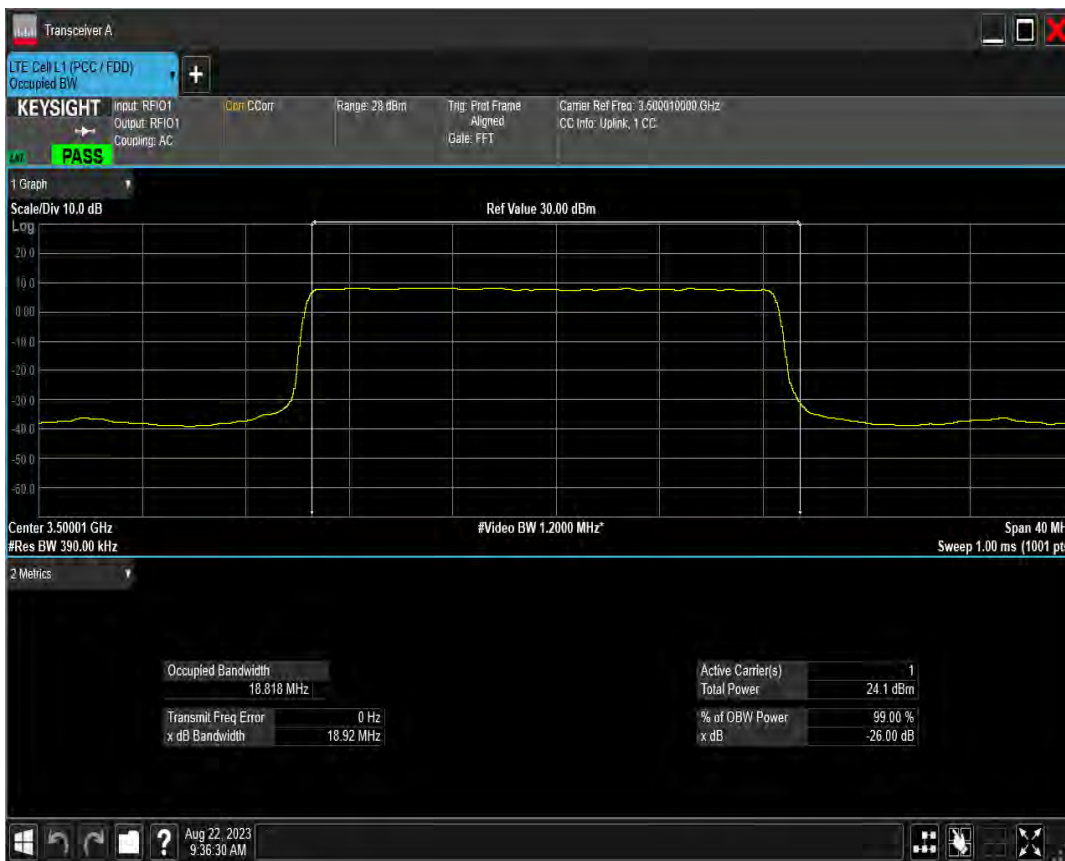 Transceiver A
LTE Cell L1 (PCC / FDD)
Occupied BW
+
KEYSIGHT
Input: RFIO1
Output: RFIO1
Coupling: AC
Corr CCorr
Range: 28 dBm
Trig: Prot Frame
Aligned
Gate: FFT
Carrier Ref Freq: 3.500010000 GHz
CC Info: Uplink, 1 CC
PASS
1 Graph
Scale/Div 10.0 dB
Ref Value 30.00 dBm
Log
20.0
10.0
0.00
-10.0
-20.0
-30.0
-40.0
-50.0
-60.0
Center 3.50001 GHz
#Video BW 1.2000 MHz*
Span 40 MH
#Res BW 390.00 kHz
Sweep 1.00 ms (1001 pts
2 Metrics
Occupied Bandwidth
18.818 MHz
Transmit Freq Error 0 Hz
x dB Bandwidth 18.92 MHz
Active Carrier(s) 1
Total Power 24.1 dBm
% of OBW Power 99.00 %
x dB -26.00 dB
?
Aug 22, 2023
9:36:30 AM